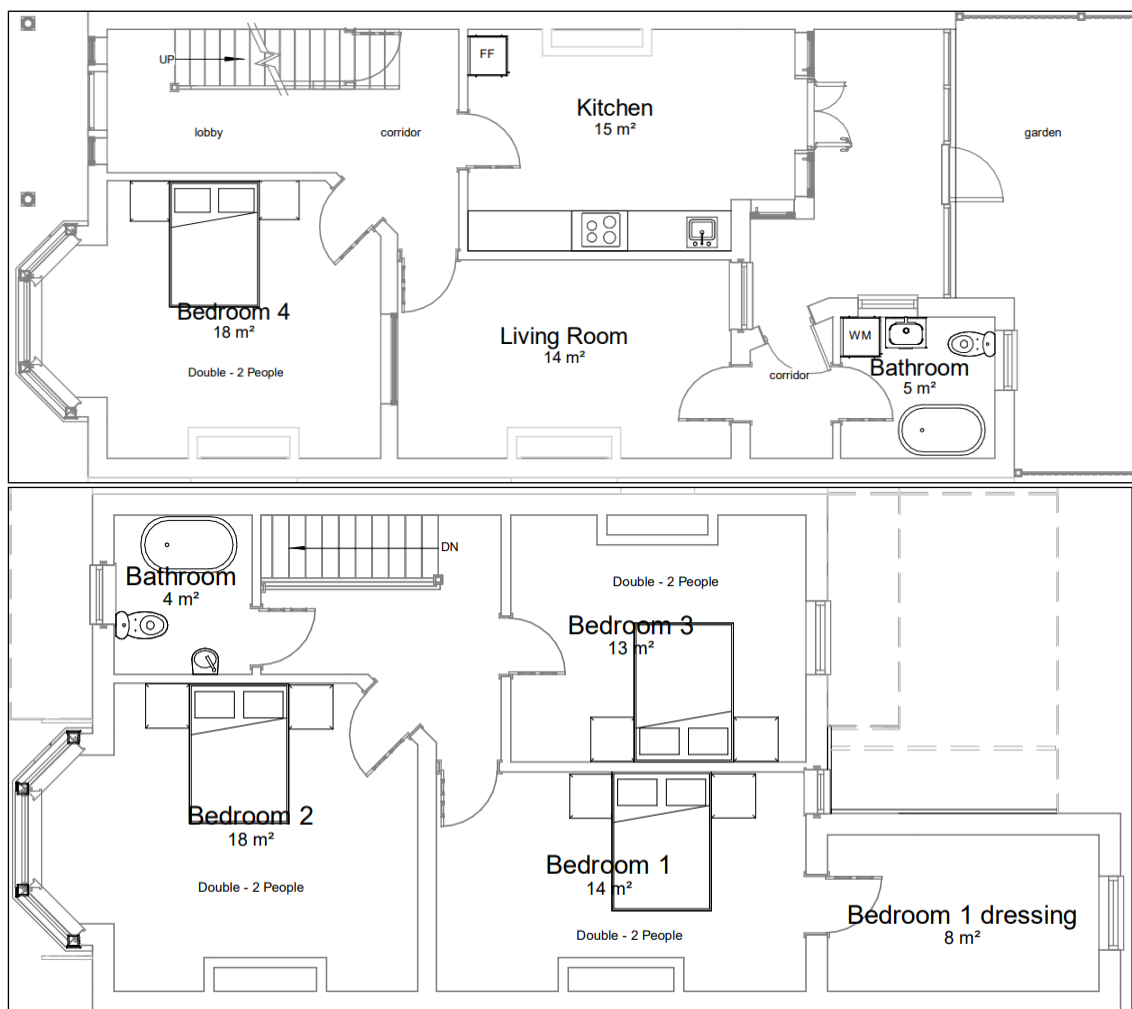 UP
FF
Kitchen
15 m²
lobby
corridor
garden
Bedroom 4
18 m²
Double - 2 People
Living Room
14 m²
corridor
WM
Bathroom
5 m²
DN
Bathroom
4 m²
Double - 2 People
Bedroom 3
13 m²
Bedroom 2
18 m²
Double - 2 People
Bedroom 1
14 m²
Double - 2 People
Bedroom 1 dressing
8 m²